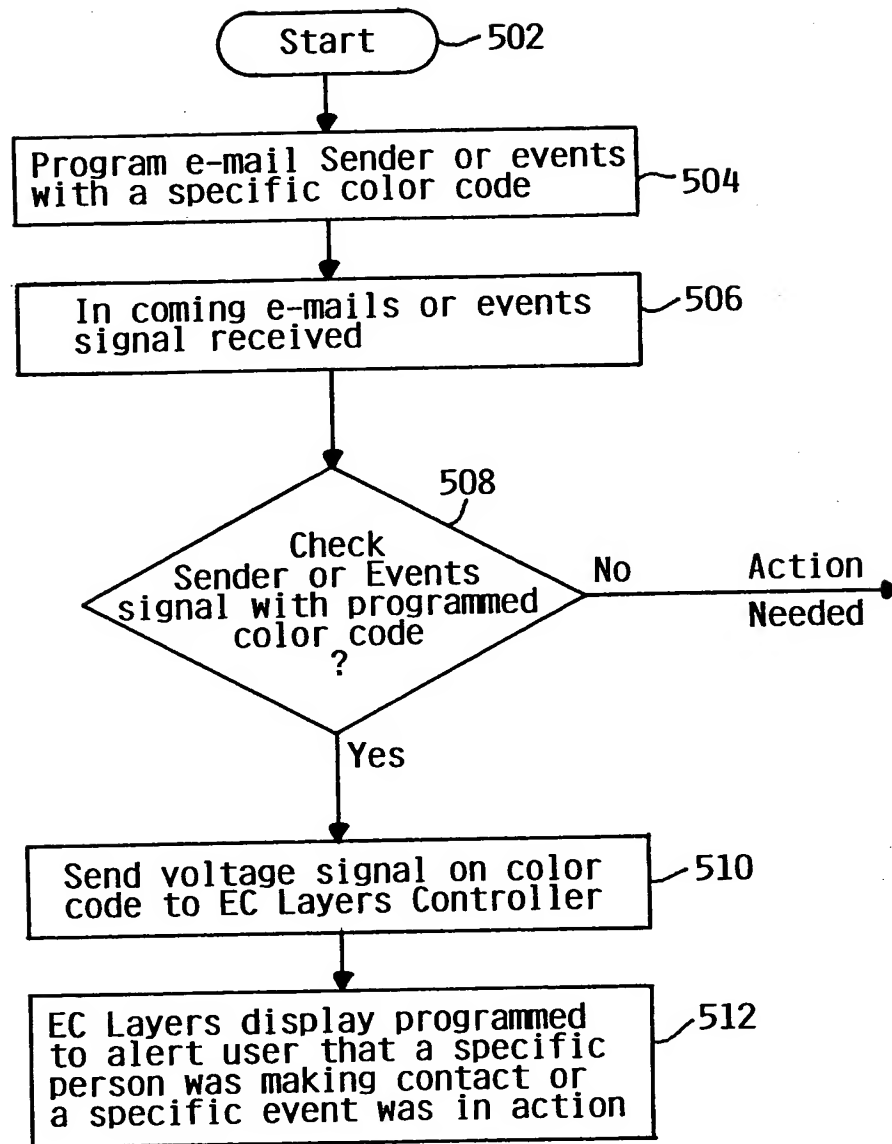 Start
502
Program e-mail Sender or events
with a specific color code
504
In coming e-mails or events
signal received
506
508
Check
Sender or Events
signal with programmed
color code
?
No
Action
Needed
Yes
Send voltage signal on color
code to EC Layers Controller
510
EC Layers display programmed
to alert user that a specific
person was making contact or
a specific event was in action
512